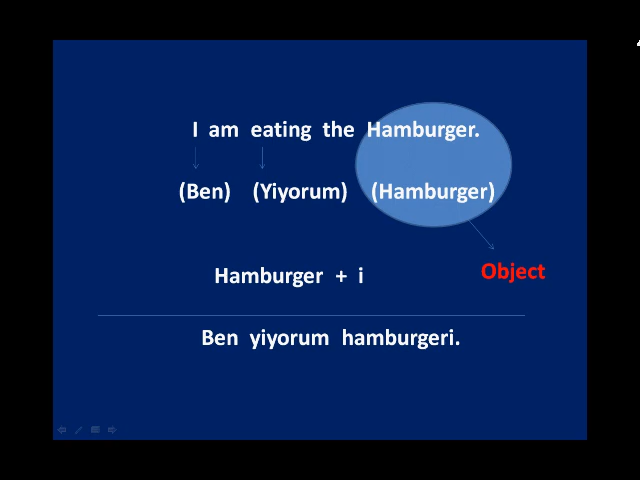 I am eating the Hamburger.
(Ben) (Yiyorum) (Hamburger)
Object
Hamburger + i
Ben yiyorum hamburgeri.